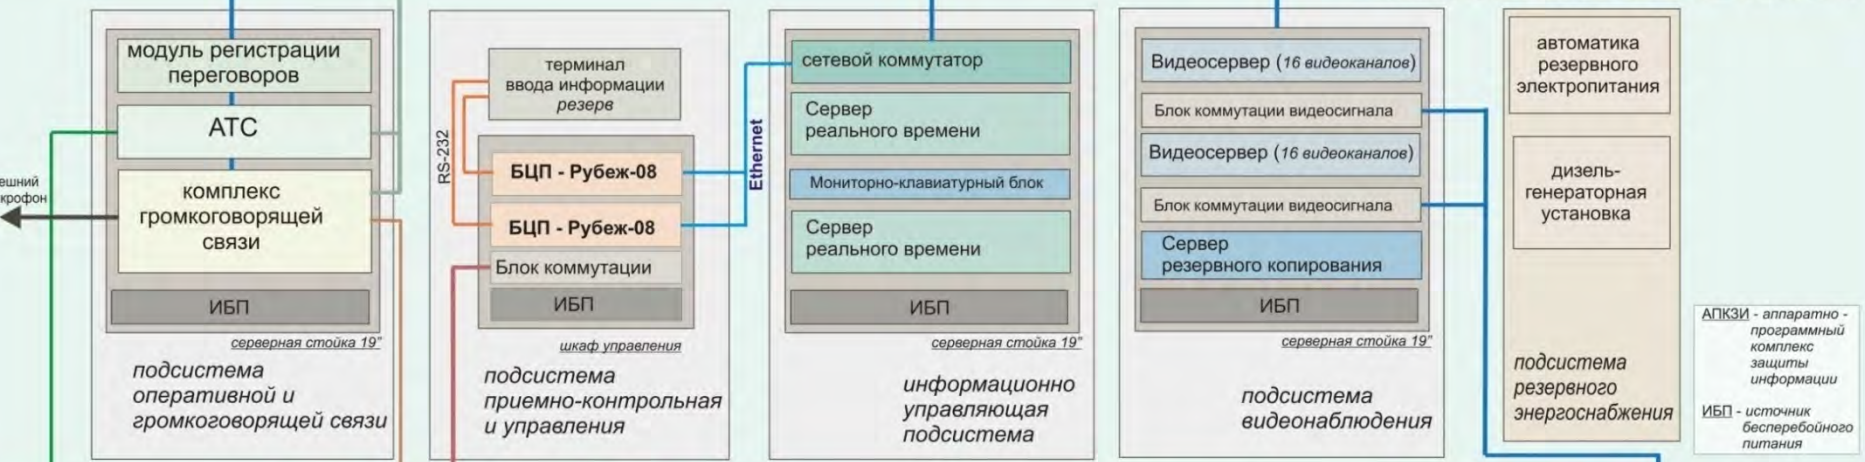 модуль регистрации
переговоров
АТС
комплекс
громкоговорящей
связи
ИБП
серверная стойка 19"
подсистема
оперативной и
громкоговорящей связи
RS-232
терминал
ввода информации
резерв
БЦП - Рубеж-08
БЦП - Рубеж-08
Блок коммутации
ИБП
шкаф управления
подсистема
приемно-контрольная
и управления
Ethernet
сетевой коммутатор
Сервер
реального времени
Мониторно-клавиатурный блок
Сервер
реального времени
ИБП
серверная стойка 19"
информационно
управляющая
подсистема
Видеосервер (16 видеоканалов)
Блок коммутации видеосигнала
Видеосервер (16 видеоканалов)
Блок коммутации видеосигнала
Сервер
резервного копирования
ИБП
серверная стойка 19"
подсистема
видеонаблюдения
автоматика
резервного
электропитания
дизель-
генераторная
установка
подсистема
резервного
энергоснабжения
АПКЗИ - аппаратно -
программный
комплекс
защиты
информации
ИБП - источник
бесперебойного
питания